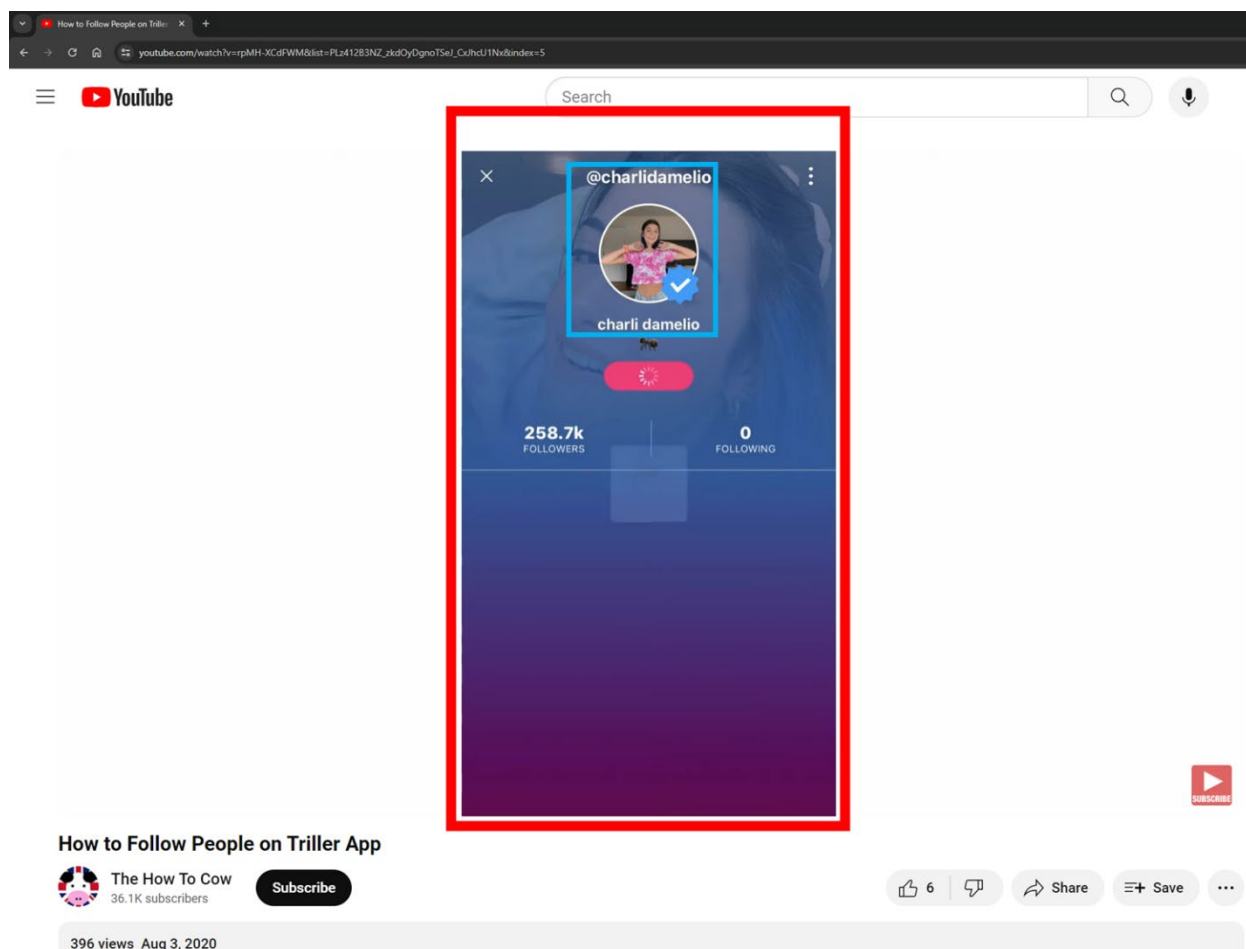 How to Follow People on Triller
youtube.com/watch?v=rpMH-XCdFWM&list=PLz412B3NZ_zkdOyDgnoTSeJ_CxJhcU1Nx&index=5
YouTube
Search
@charlidamelio
charli damelio
258.7k
FOLLOWERS
0
FOLLOWING
SUBSCRIBE
How to Follow People on Triller App
The How To Cow
36.1K subscribers
Subscribe
6
Share
Save
396 views Aug 3, 2020